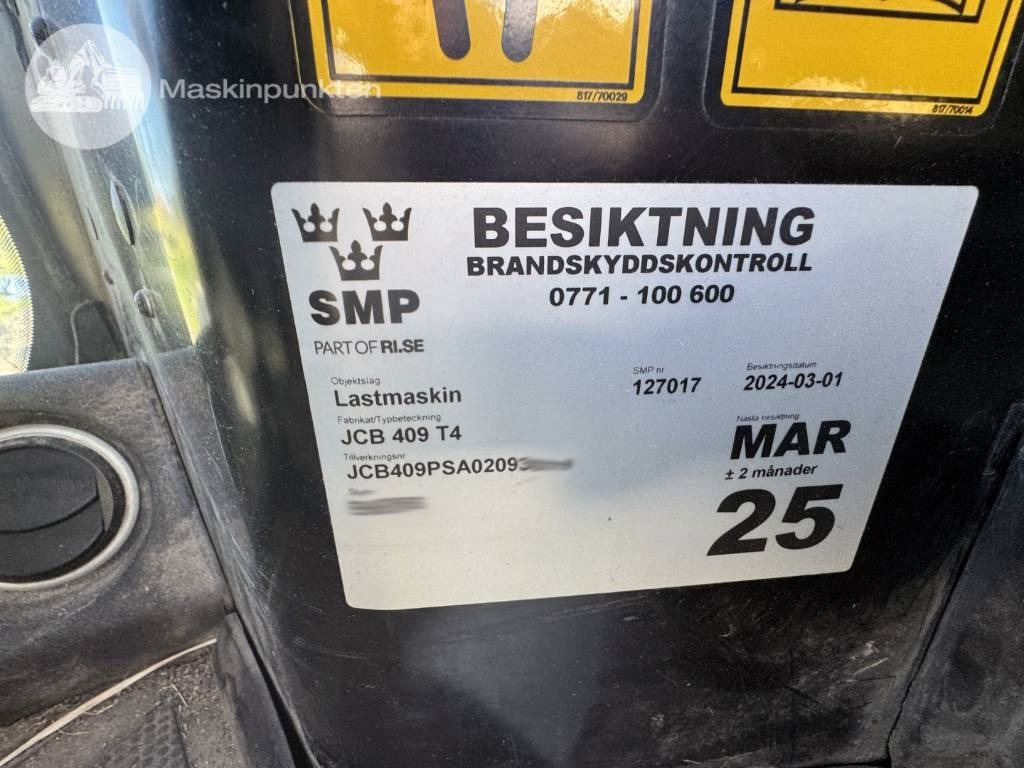 Maskinpunkten
817/70029
817/70014
BESIKTNING
BRANDSKYDDSKONTROLL
0771 - 100 600
SMP
PART OF RI.SE
Objektslag
Lastmaskin
Fabrikat/Typbeteckning
JCB 409 T4
Tillverkningsnr
JCB409PSA0209
SMP nr
127017
Besiktningsdatum
2024-03-01
Nästa besiktning
MAR
± 2 månader
25